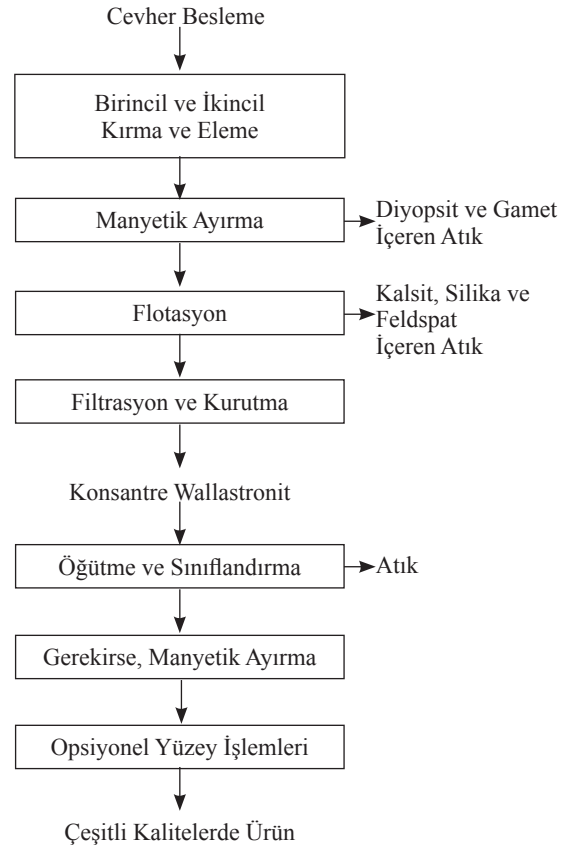 Cevher Besleme
Birincil ve İkincil
Kırma ve Eleme
Manyetik Ayırma
Diyopsit ve Gamet
İçeren Atık
Flotasyon
Kalsit, Silika ve
Feldspat
İçeren Atık
Filtrasyon ve Kurutma
Konsantre Wallastronit
Öğütme ve Sınıflandırma
Atık
Gerekirse, Manyetik Ayırma
Opsiyonel Yüzey İşlemleri
Çeşitli Kalitelerde Ürün